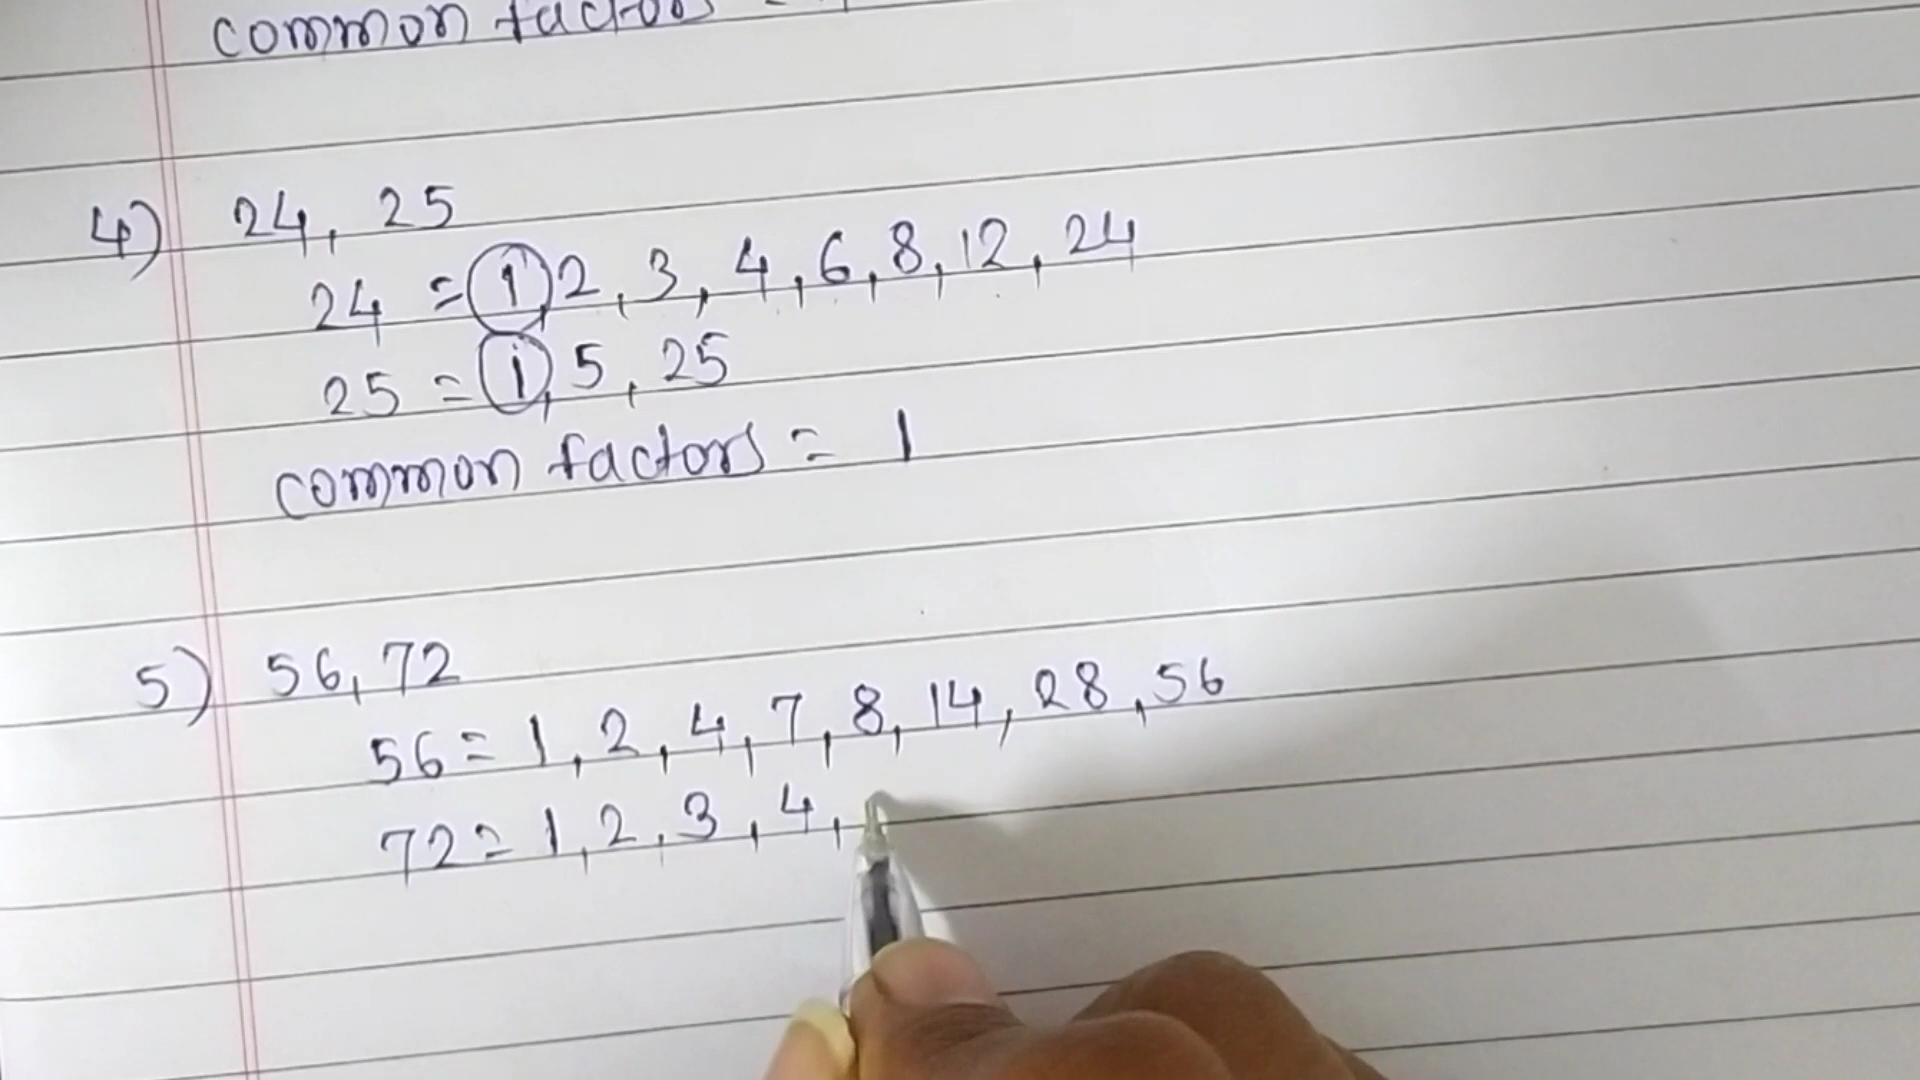 common factors =
4) 24, 25
24 = 1, 2, 3, 4, 6, 8, 12, 24
25 = 1, 5, 25
common factors = 1
5) 56, 72
56 = 1, 2, 4, 7, 8, 14, 28, 56
72 = 1, 2, 3, 4,